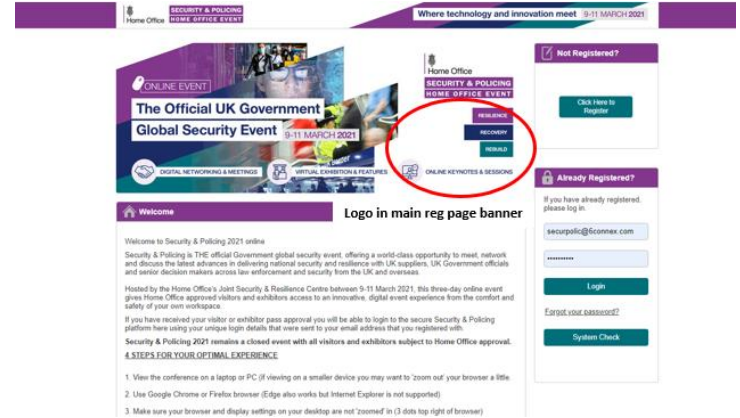 Home Office
SECURITY & POLICING
HOME OFFICE EVENT
Where technology and innovation meet 9-11 MARCH 2021
ONLINE EVENT
The Official UK Government
Global Security Event 9-11 MARCH 2021
DIGITAL NETWORKING & MEETINGS
VIRTUAL EXHIBITION & FEATURES
ONLINE KEYNOTES & SESSIONS
Home Office
SECURITY & POLICING
HOME OFFICE EVENT
RESILIENCE
RECOVERY
REBUILD
Not Registered?
Click Here to
Register
Already Registered?
If you have already registered,
please log in.
securpolic@6connex.com
Login
Forgot your password?
System Check
Logo in main reg page banner
Welcome
Welcome to Security & Policing 2021 online
Security & Policing is THE official Government global security event, offering a world-class opportunity to meet, network
and discuss the latest advances in delivering national security and resilience with UK suppliers, UK Government officials
and senior decision makers across law enforcement and security from the UK and overseas.
Hosted by the Home Office's Joint Security & Resilience Centre between 9-11 March 2021, this three-day online event
gives Home Office approved visitors and exhibitors access to an innovative, digital event experience from the comfort and
safety of your own workspace.
If you have received your visitor or exhibitor pass approval you will be able to login to the secure Security & Policing
platform here using your unique login details that were sent to your email address that you registered with.
Security & Policing 2021 remains a closed event with all visitors and exhibitors subject to Home Office approval.
4 STEPS FOR YOUR OPTIMAL EXPERIENCE
1. View the conference on a laptop or PC (if viewing on a smaller device you may want to 'zoom out' your browser a little.
2. Use Google Chrome or Firefox browser (Edge also works but Internet Explorer is not supported)
3. Make sure your browser and display settings on your desktop are not 'zoomed' in (3 dots top right of browser)